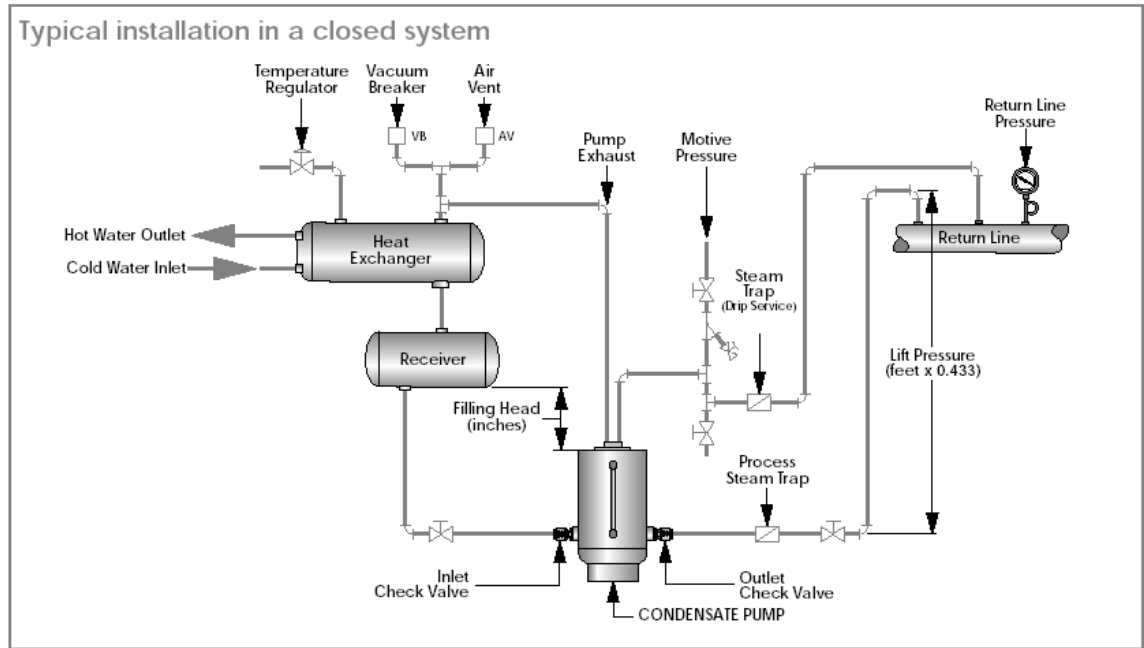 Typical installation in a closed system
Temperature
Regulator
Vacuum
Breaker
Air
Vent
VB
AV
Pump
Exhaust
Motive
Pressure
Return Line
Pressure
Hot Water Outlet
Cold Water Inlet
Heat
Exchanger
Return Line
Steam
Trap
(Drip Service)
Receiver
Lift Pressure
(feet x 0.433)
Filling Head
(inches)
Process
Steam Trap
Inlet
Check Valve
Outlet
Check Valve
CONDENSATE PUMP